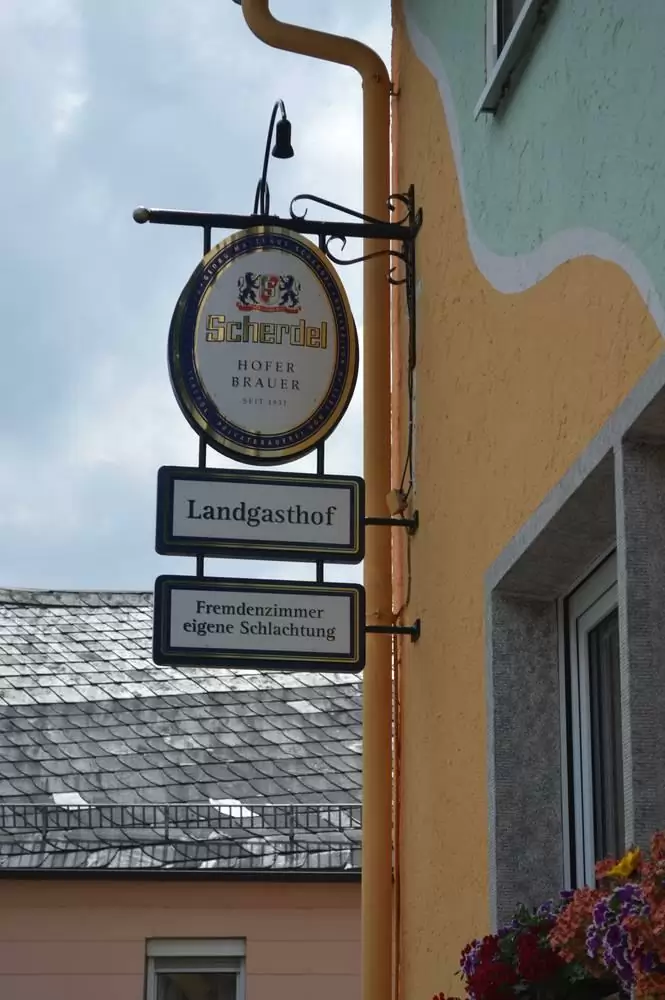 Scherdel
HOFER
BRAUER
SEIT 1831
Landgasthof
Fremdenzimmer
eigene Schlachtung